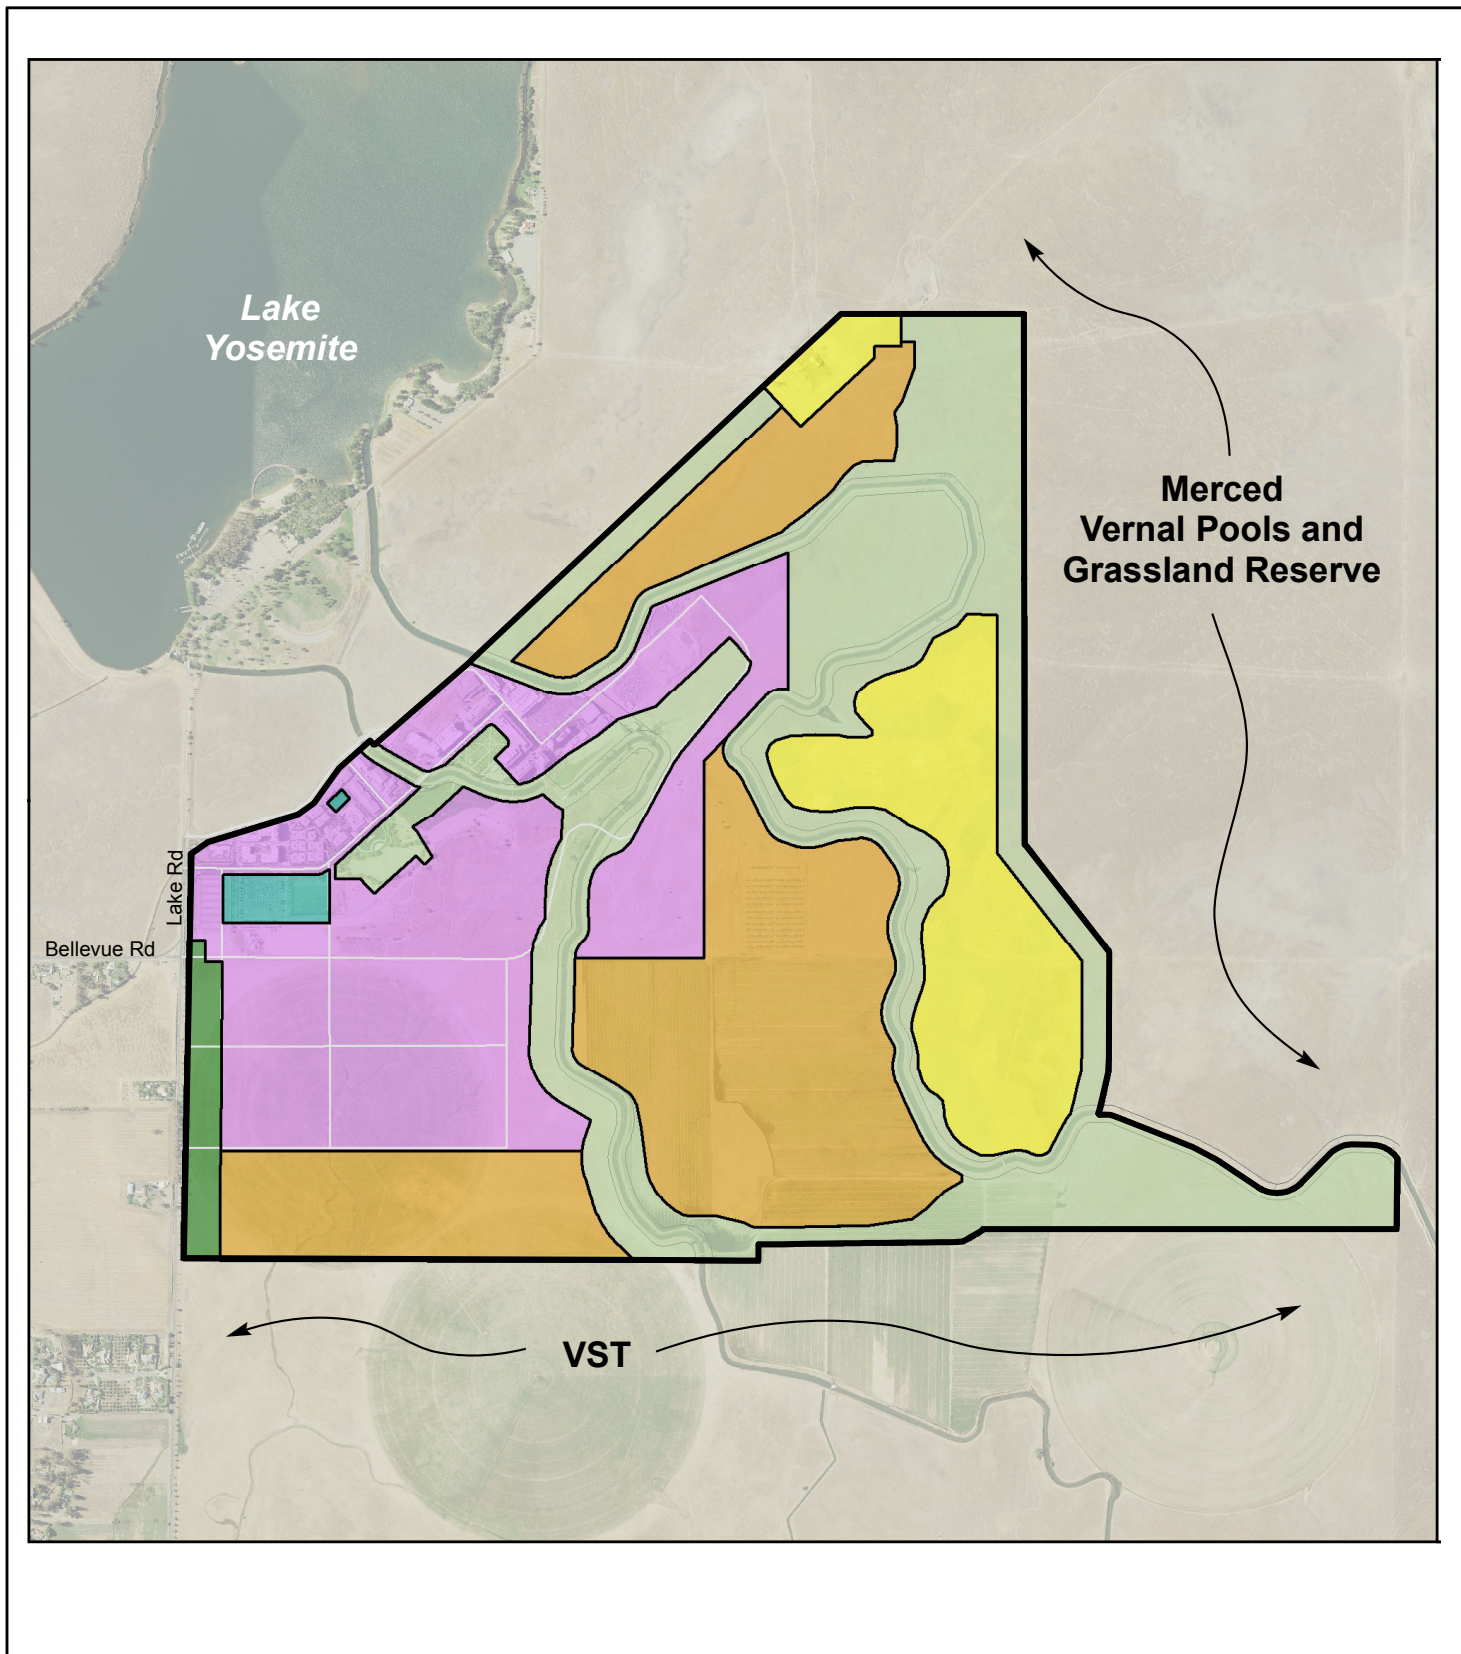 Lake
Yosemite
Merced
Vernal Pools and
Grassland Reserve
Lake Rd
Bellevue Rd
VST